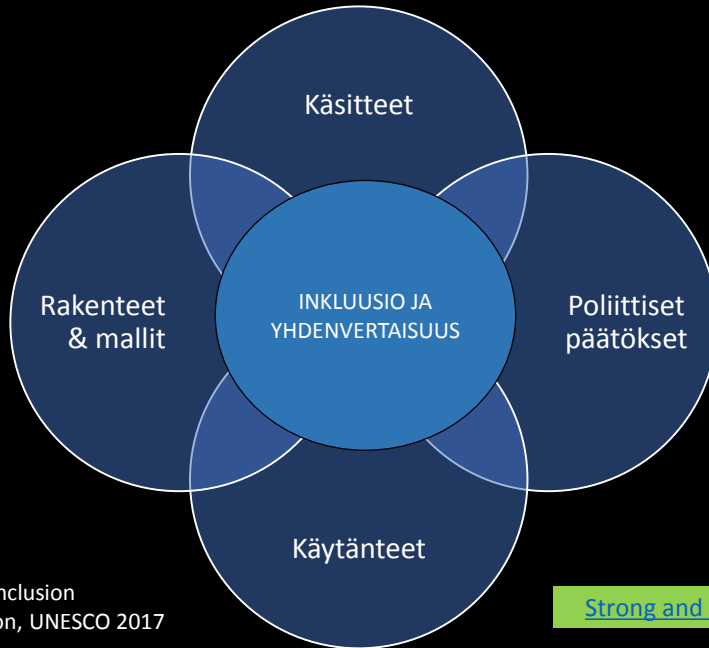 Käsitteet
Rakenteet
& mallit
INKLUUSIO JA
YHDENVERTAISUUS
Poliittiset
päätökset
Käytänteet
nclusion
on, UNESCO 2017
Strong and